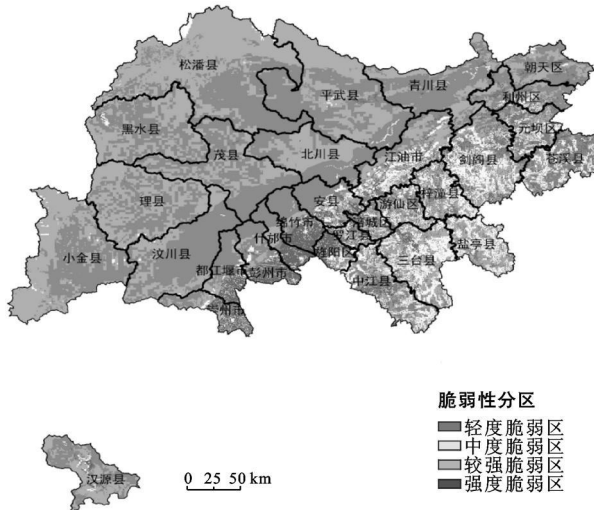 松潘县
平武县
青川县
朝天区
利州区
元坝区
苍溪县
黑水县
茂县
北川县
江油市
剑阁县
理县
安县
游仙区
梓潼县
绵竹市
涪城区
什邡市
罗江县
旌阳区
小金县
汶川县
都江堰市
彭州市
三台县
盐亭县
中江县
崇州市
汉源县
0 25 50 km
脆弱性分区
轻度脆弱区
中度脆弱区
较强脆弱区
强度脆弱区